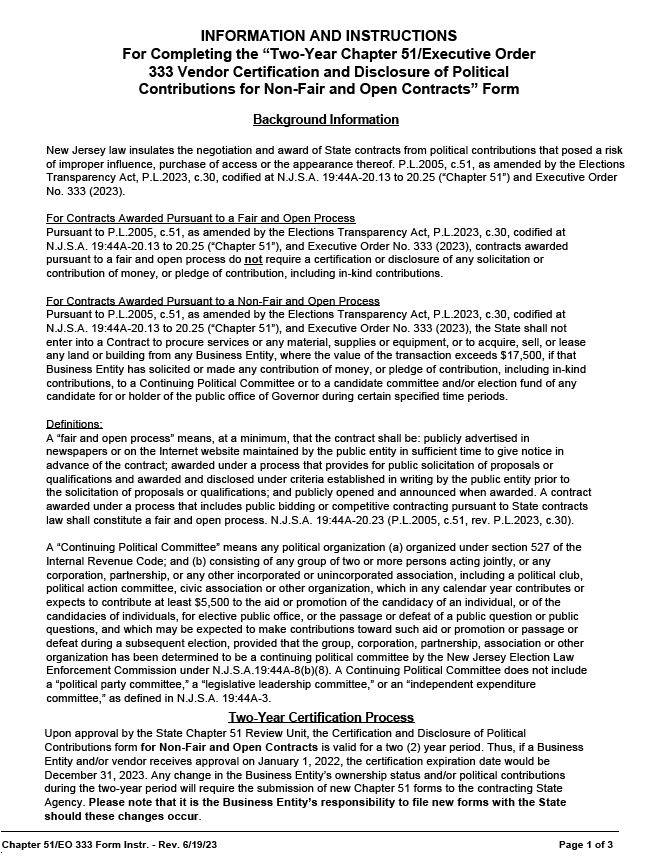 INFORMATION AND INSTRUCTIONS
For Completing the “Two-Year Chapter 51/Executive Order
333 Vendor Certification and Disclosure of Political
Contributions for Non-Fair and Open Contracts” Form
Background Information
New Jersey law insulates the negotiation and award of State contracts from political contributions that posed a risk
of improper influence, purchase of access or the appearance thereof. P.L.2005, c.51, as amended by the Elections
Transparency Act, P.L.2023, c.30, codified at N.J.S.A. 19:44A-20.13 to 20.25 (“Chapter 51”) and Executive Order
No. 333 (2023).
For Contracts Awarded Pursuant to a Fair and Open Process
Pursuant to P.L.2005, c.51, as amended by the Elections Transparency Act, P.L.2023, c.30, codified at
N.J.S.A. 19:44A-20.13 to 20.25 (“Chapter 51”), and Executive Order No. 333 (2023), contracts awarded
pursuant to a fair and open process do not require a certification or disclosure of any solicitation or
contribution of money, or pledge of contribution, including in-kind contributions.
For Contracts Awarded Pursuant to a Non-Fair and Open Process
Pursuant to P.L.2005, c.51, as amended by the Elections Transparency Act, P.L.2023, c.30, codified at
N.J.S.A. 19:44A-20.13 to 20.25 (“Chapter 51”), and Executive Order No. 333 (2023), the State shall not
enter into a Contract to procure services or any material, supplies or equipment, or to acquire, sell, or lease
any land or building from any Business Entity, where the value of the transaction exceeds $17,500, if that
Business Entity has solicited or made any contribution of money, or pledge of contribution, including in-kind
contributions, to a Continuing Political Committee or to a candidate committee and/or election fund of any
candidate for or holder of the public office of Governor during certain specified time periods.
Definitions:
A “fair and open process” means, at a minimum, that the contract shall be: publicly advertised in
newspapers or on the Internet website maintained by the public entity in sufficient time to give notice in
advance of the contract; awarded under a process that provides for public solicitation of proposals or
qualifications and awarded and disclosed under criteria established in writing by the public entity prior to
the solicitation of proposals or qualifications; and publicly opened and announced when awarded. A contract
awarded under a process that includes public bidding or competitive contracting pursuant to State contracts
law shall constitute a fair and open process. N.J.S.A. 19:44A-20.23 (P.L.2005, c.51, rev. P.L.2023, c.30).
A “Continuing Political Committee” means any political organization (a) organized under section 527 of the
Internal Revenue Code; and (b) consisting of any group of two or more persons acting jointly, or any
corporation, partnership, or any other incorporated or unincorporated association, including a political club,
political action committee, civic association or other organization, which in any calendar year contributes or
expects to contribute at least $5,500 to the aid or promotion of the candidacy of an individual, or of the
candidacies of individuals, for elective public office, or the passage or defeat of a public question or public
questions, and which may be expected to make contributions toward such aid or promotion or passage or
defeat during a subsequent election, provided that the group, corporation, partnership, association or other
organization has been determined to be a continuing political committee by the New Jersey Election Law
Enforcement Commission under N.J.S.A.19:44A-8(b)(8). A Continuing Political Committee does not include
a “political party committee,” a “legislative leadership committee,” or an “independent expenditure
committee,” as defined in N.J.S.A. 19:44A-3.
Two-Year Certification Process
Upon approval by the State Chapter 51 Review Unit, the Certification and Disclosure of Political
Contributions form for Non-Fair and Open Contracts is valid for a two (2) year period. Thus, if a Business
Entity and/or vendor receives approval on January 1, 2022, the certification expiration date would be
December 31, 2023. Any change in the Business Entity’s ownership status and/or political contributions
during the two-year period will require the submission of new Chapter 51 forms to the contracting State
Agency. Please note that it is the Business Entity’s responsibility to file new forms with the State
should these changes occur.
Chapter 51/EO 333 Form Instr. - Rev. 6/19/23 Page 1 of 3